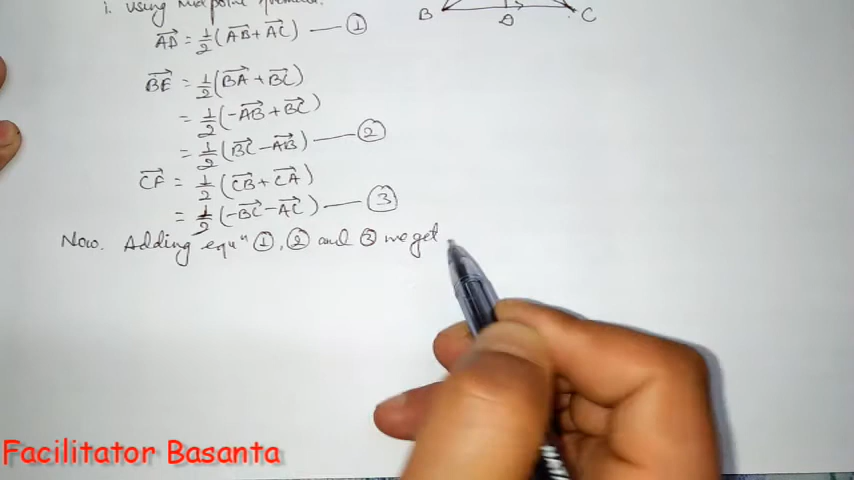 i. Using Midpoint formula.
B D C
AD→ = 1/2 (AB→ + AC→) — ①
BE→ = 1/2 (BA→ + BC→)
= 1/2 (-AB→ + BC→)
= 1/2 (BC→ - AB→) — ②
CF→ = 1/2 (CB→ + CA→)
= 1/2 (-BC→ - AC→) — ③
Now. Adding equⁿ ①, ② and ③ we get
Facilitator Basanta